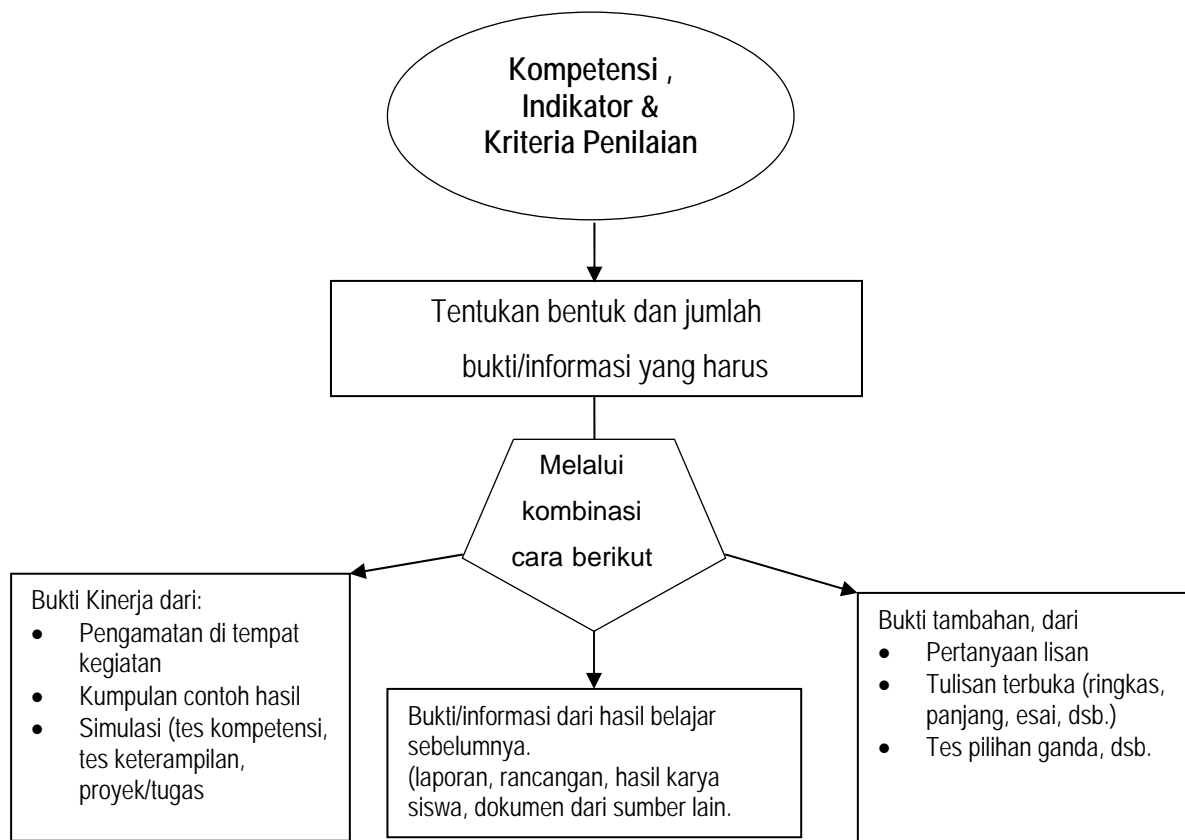 Kompetensi ,
Indikator &
Kriteria Penilaian
Tentukan bentuk dan jumlah
bukti/informasi yang harus
Melalui
kombinasi
cara berikut
Bukti Kinerja dari:
• Pengamatan di tempat
kegiatan
• Kumpulan contoh hasil
• Simulasi (tes kompetensi,
tes keterampilan,
proyek/tugas
Bukti/informasi dari hasil belajar
sebelumnya.
(laporan, rancangan, hasil karya
siswa, dokumen dari sumber lain.
Bukti tambahan, dari
• Pertanyaan lisan
• Tulisan terbuka (ringkas,
panjang, esai, dsb.)
• Tes pilihan ganda, dsb.